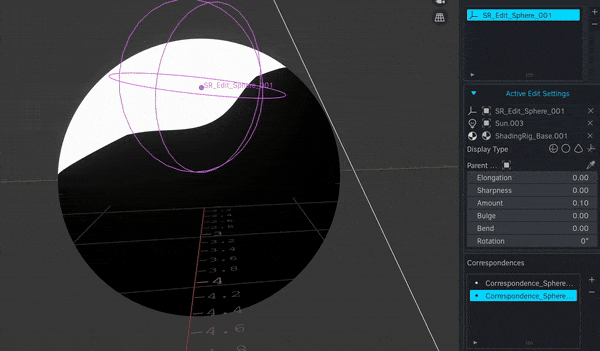 SR_Edit_Sphere_001
Active Edit Settings
SR_Edit_Sphere_001
Sun.003
ShadingRig_Base.001
Display Type
Parent ...
Elongation 0.00
Sharpness 0.00
Amount 0.10
Bulge 0.00
Bend 0.00
Rotation 0°
Correspondences
Correspondence_Sphere...
Correspondence_Sphere...
SR_Edit_Sphere_001
-3
-3.2
-3.4
-3.6
-3.8
-4
-4.2
-4.4
-4.6